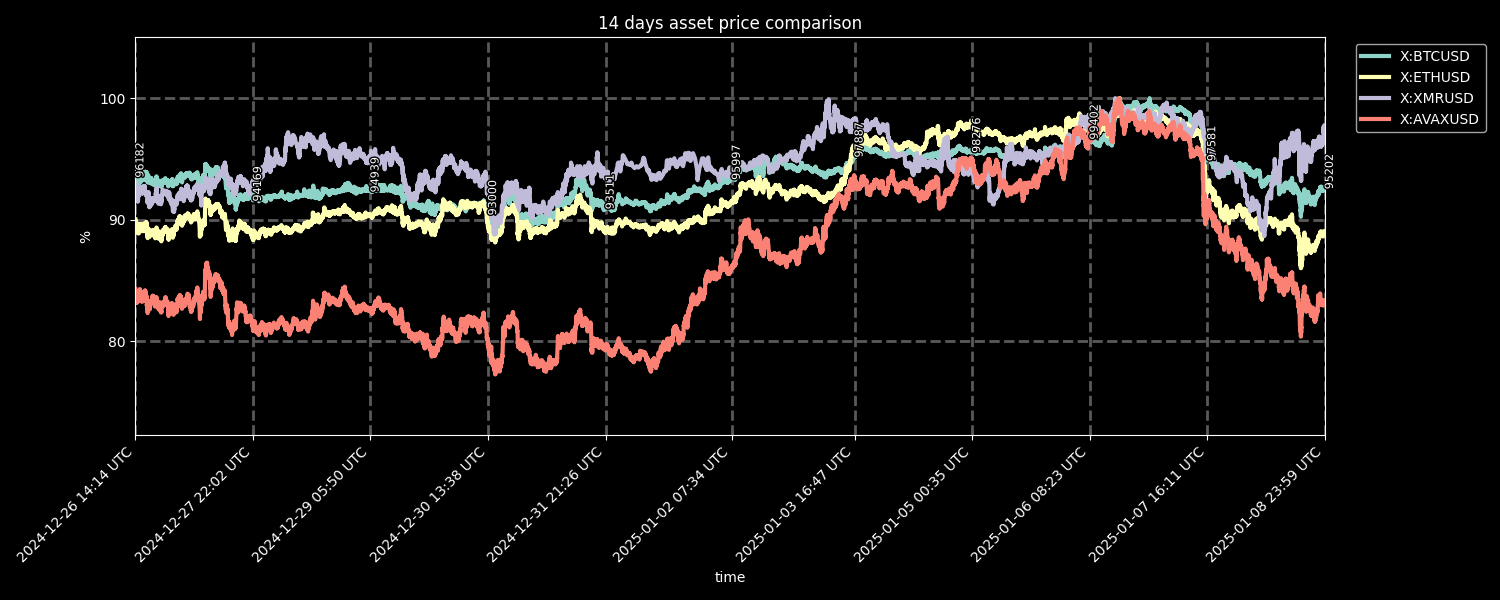 14 days asset price comparison
X:BTCUSD
X:ETHUSD
X:XMRUSD
X:AVAXUSD
100
90
80
%
96182
94169
94939
93000
93511
95997
97887
98276
99402
97581
95202
2024-12-26 14:14 UTC
2024-12-27 22:02 UTC
2024-12-29 05:50 UTC
2024-12-30 13:38 UTC
2024-12-31 21:26 UTC
2025-01-02 07:34 UTC
2025-01-03 16:47 UTC
2025-01-05 00:35 UTC
2025-01-06 08:23 UTC
2025-01-07 16:11 UTC
2025-01-08 23:59 UTC
time